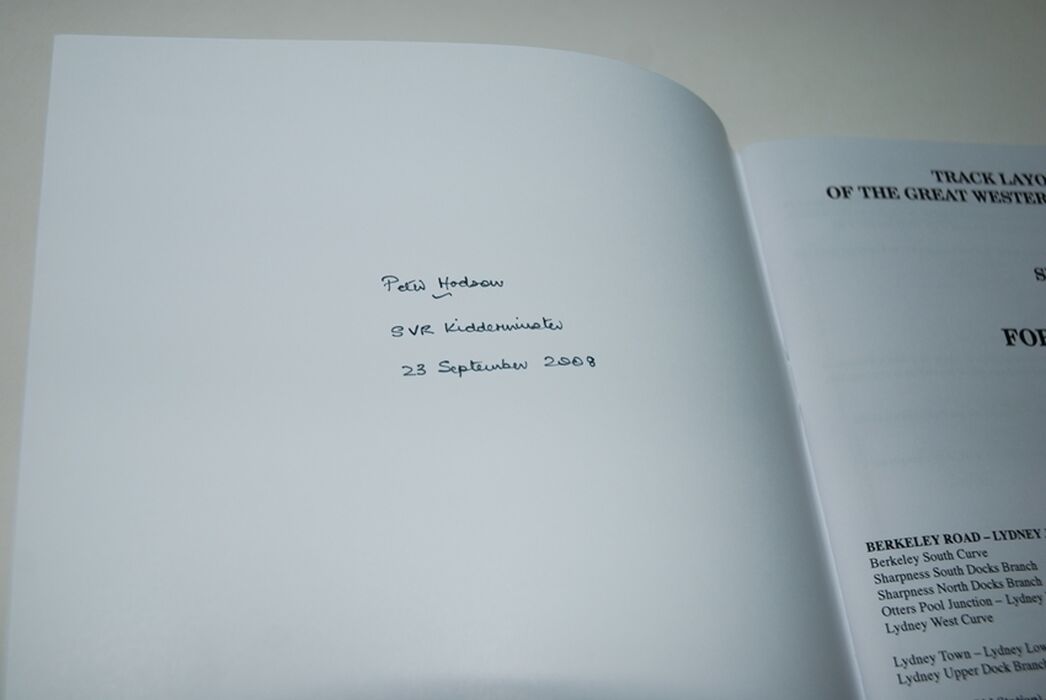 Peter Hodson
SVR Kidderminster
23 September 2008
TRACK LAYO
OF THE GREAT WESTER
S
FOR
BERKELEY ROAD – LYDNEY
Berkeley South Curve
Sharpness South Docks Branch
Sharpness North Docks Branch
Otters Pool Junction – Lydney
Lydney West Curve
Lydney Town – Lydney Low
Lydney Upper Dock Branch